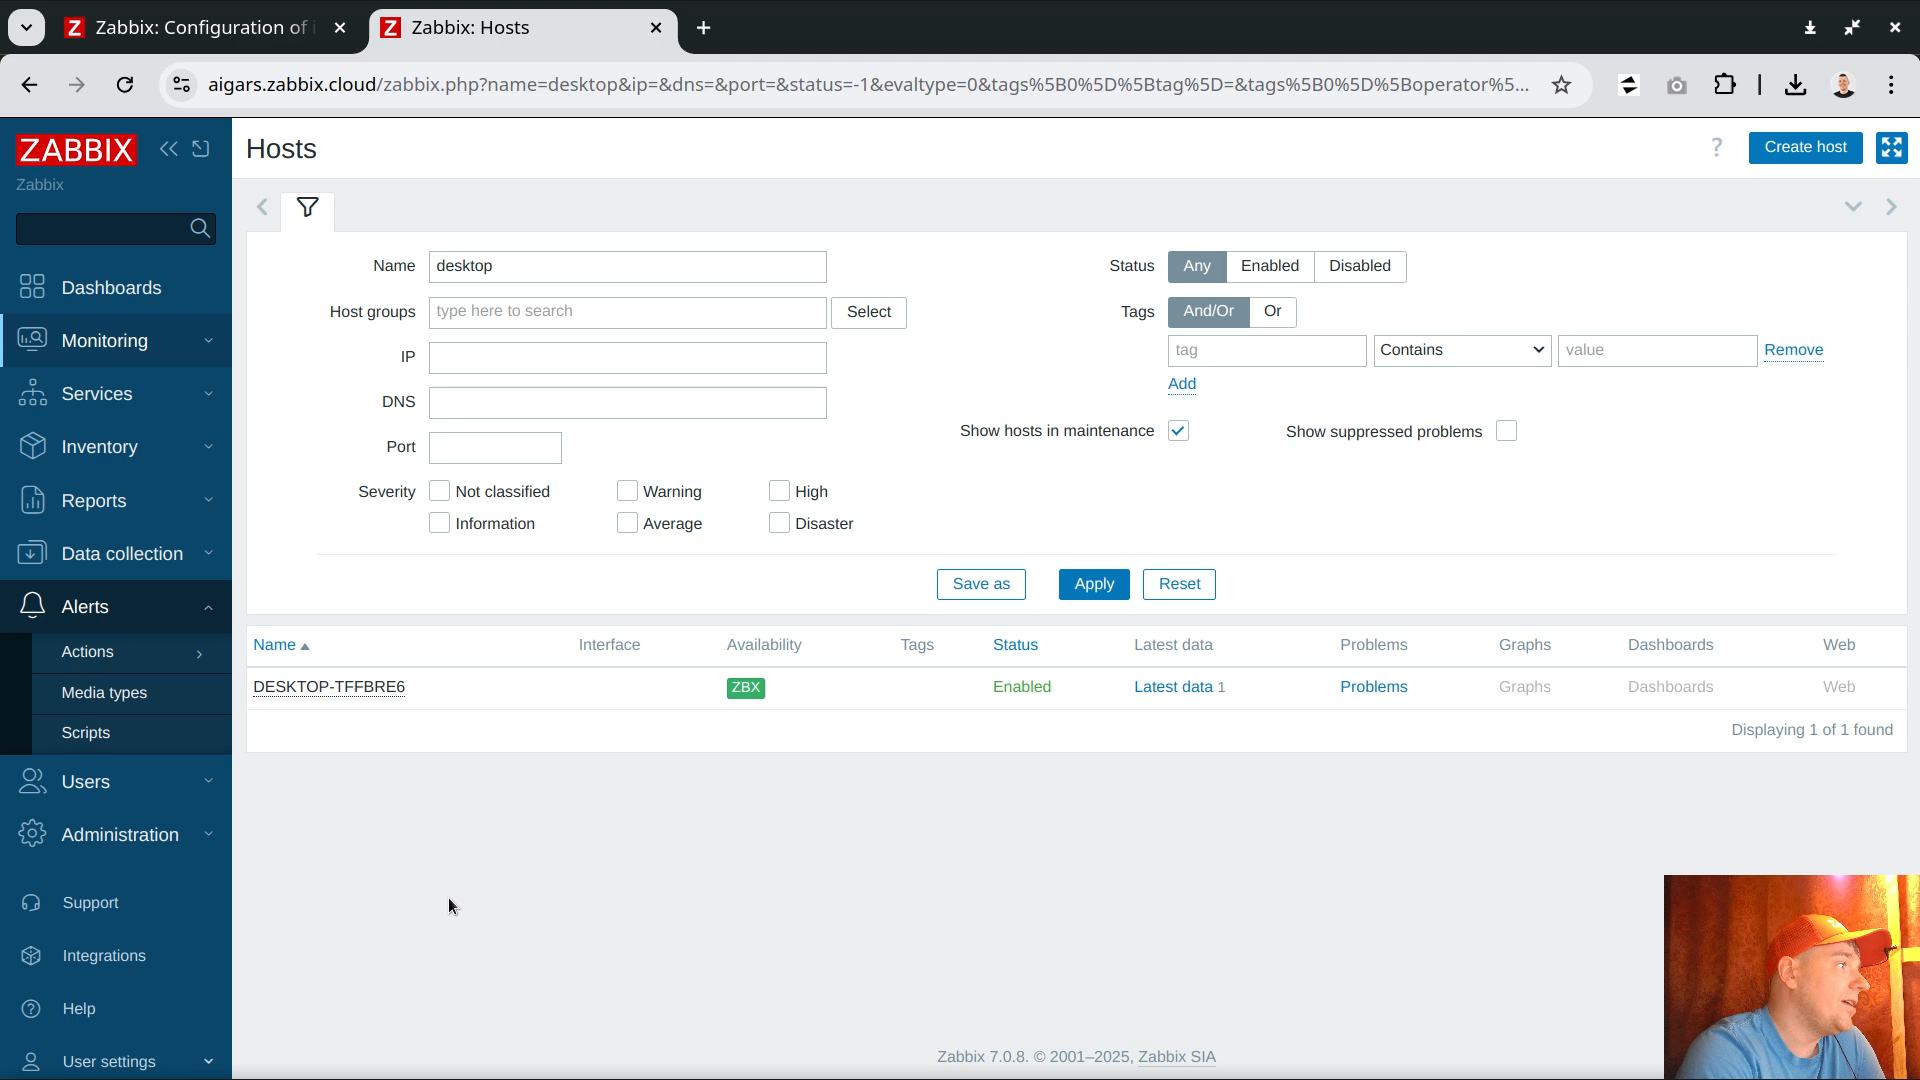 Zabbix: Configuration of
Zabbix: Hosts
aigars.zabbix.cloud/zabbix.php?name=desktop&ip=&dns=&port=&status=-1&evaltype=0&tags%5B0%5D%5Btag%5D=&tags%5B0%5D%5Boperator%5...
ZABBIX
Zabbix
Dashboards
Monitoring
Services
Inventory
Reports
Data collection
Alerts
Actions
Media types
Scripts
Users
Administration
Support
Integrations
Help
User settings
Hosts
? Create host
Name desktop
Host groups type here to search Select
IP
DNS
Port
Severity Not classified Warning High
Information Average Disaster
Status Any Enabled Disabled
Tags And/Or Or
tag Contains value Remove
Add
Show hosts in maintenance Show suppressed problems
Save as Apply Reset
Name Interface Availability Tags Status Latest data Problems Graphs Dashboards Web
DESKTOP-TFFBRE6 ZBX Enabled Latest data 1 Problems Graphs Dashboards Web
Displaying 1 of 1 found
Zabbix 7.0.8. © 2001–2025, Zabbix SIA